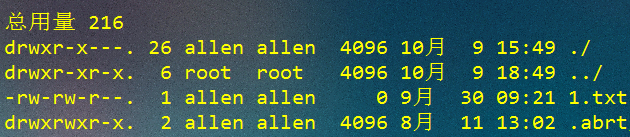 总用量 216
drwxr-x---. 26 allen allen  4096 10月  9 15:49 ./
drwxr-xr-x.  6 root  root   4096 10月  9 18:49 ../
-rw-rw-r--.  1 allen allen     0 9月  30 09:21 1.txt
drwxrwxr-x.  2 allen allen  4096 8月  11 13:02 .abrt